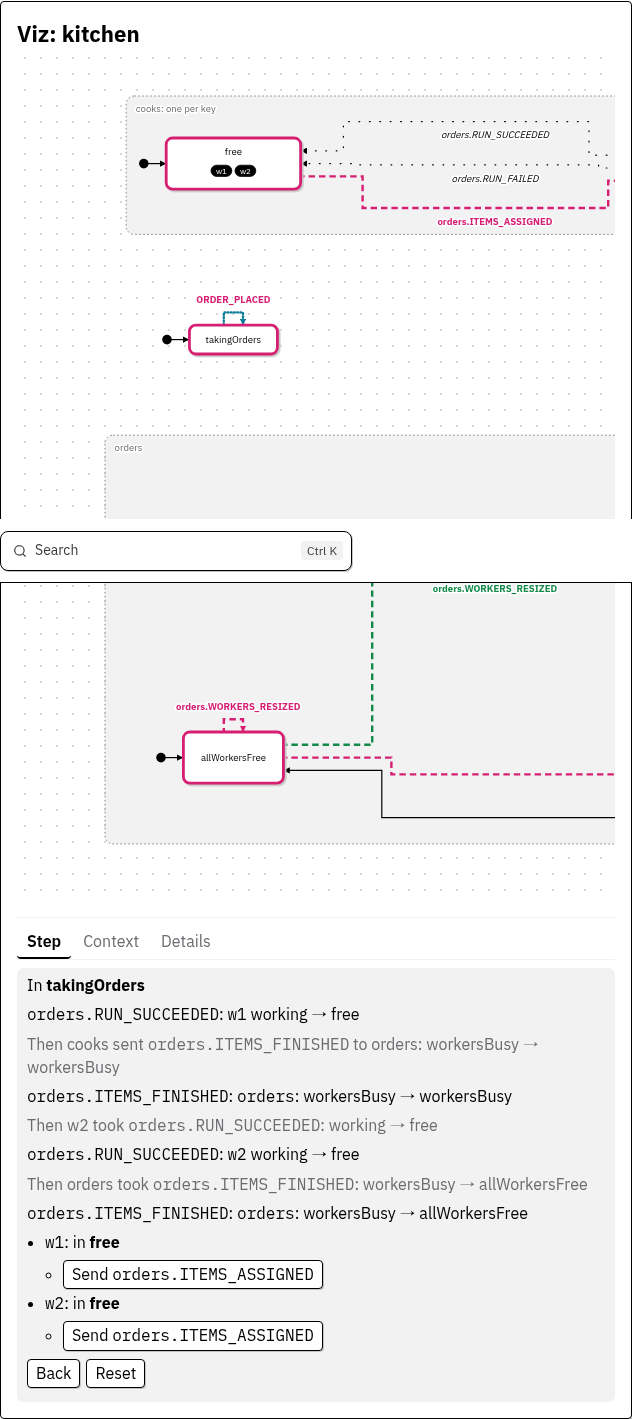 Viz: kitchen
cooks: one per key
free
w1 w2
orders.RUN_SUCCEEDED
orders.RUN_FAILED
orders.ITEMS_ASSIGNED
ORDER_PLACED
takingOrders
orders
Search
Ctrl K
orders.WORKERS_RESIZED
orders.WORKERS_RESIZED
allWorkersFree
Step Context Details
In takingOrders
orders.RUN_SUCCEEDED: w1 working → free
Then cooks sent orders.ITEMS_FINISHED to orders: workersBusy →
workersBusy
orders.ITEMS_FINISHED: orders: workersBusy → workersBusy
Then w2 took orders.RUN_SUCCEEDED: working → free
orders.RUN_SUCCEEDED: w2 working → free
Then orders took orders.ITEMS_FINISHED: workersBusy → allWorkersFree
orders.ITEMS_FINISHED: orders: workersBusy → allWorkersFree
• w1: in free
◦ Send orders.ITEMS_ASSIGNED
• w2: in free
◦ Send orders.ITEMS_ASSIGNED
Back Reset